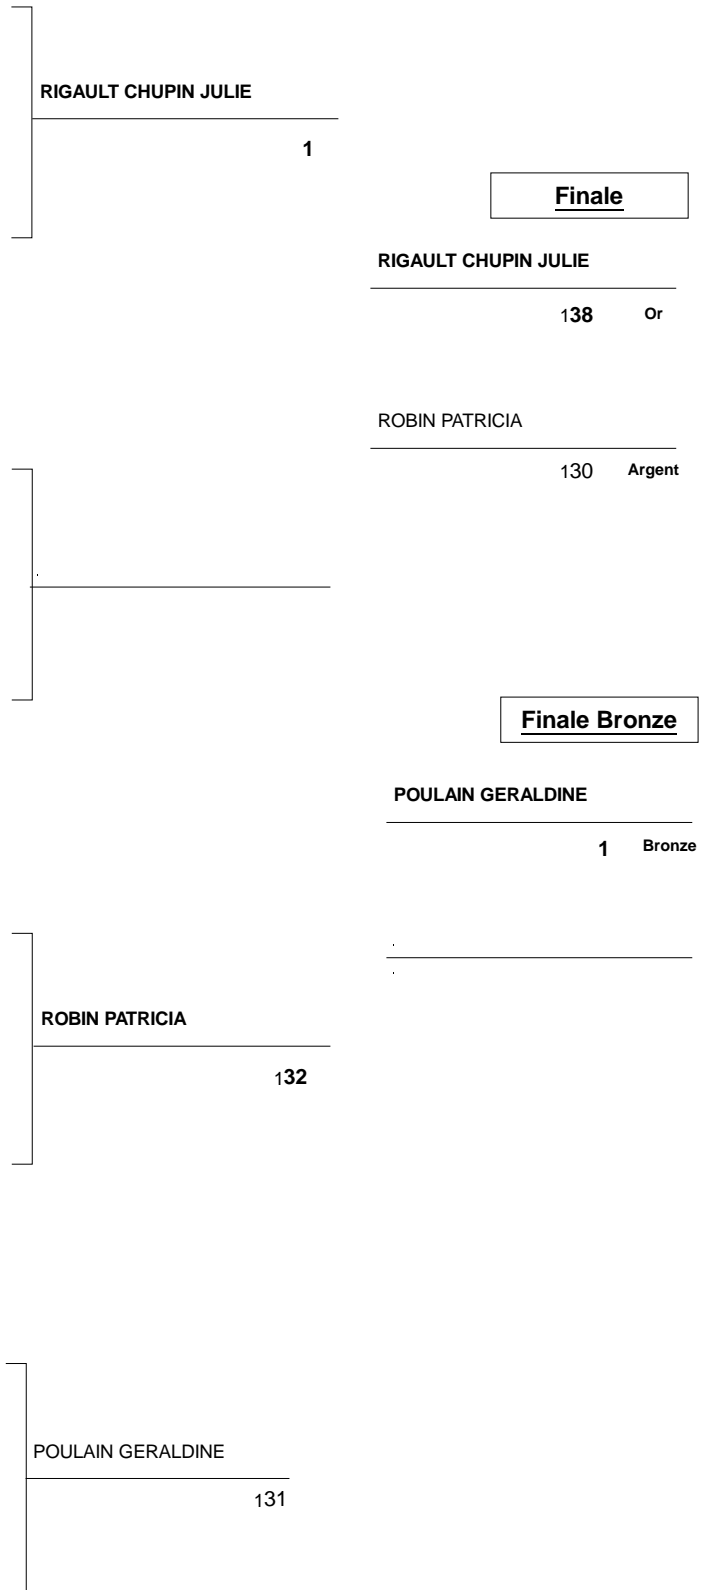 RIGAULT CHUPIN JULIE
1
Finale
RIGAULT CHUPIN JULIE
138 Or
ROBIN PATRICIA
130 Argent
Finale Bronze
POULAIN GERALDINE
1 Bronze
ROBIN PATRICIA
132
POULAIN GERALDINE
131